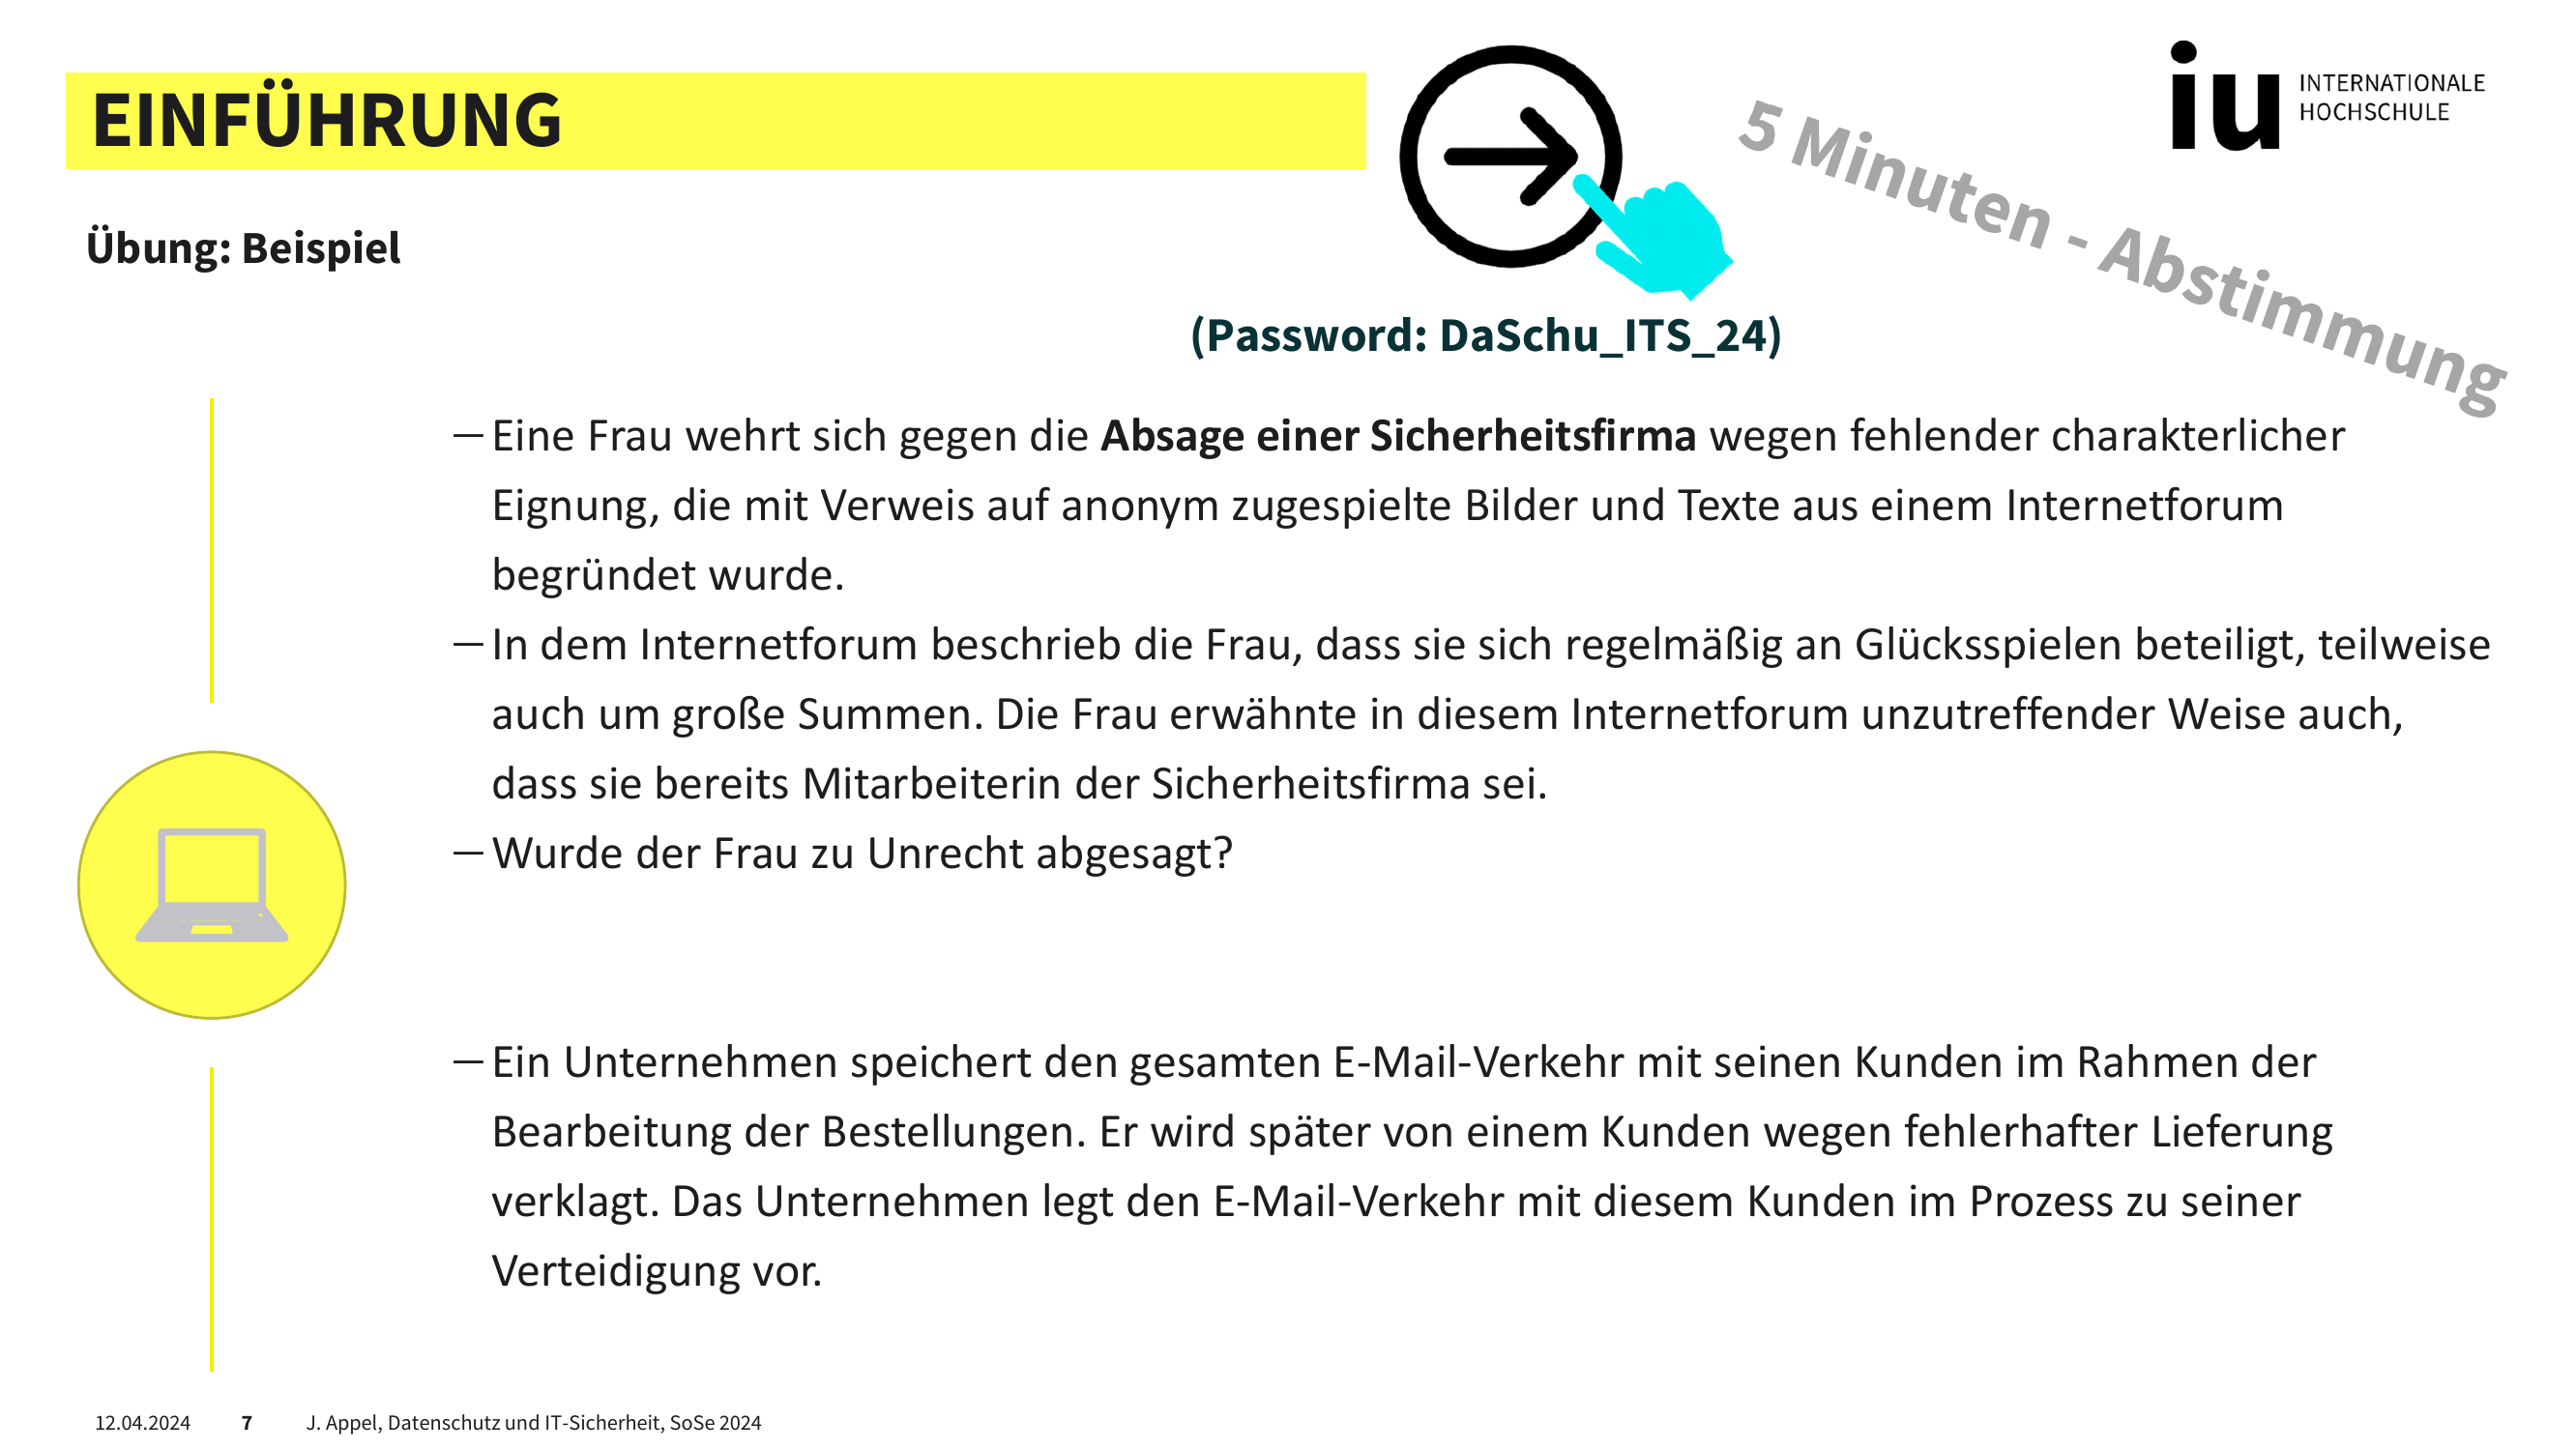 EINFÜHRUNG
iu INTERNATIONALE
HOCHSCHULE
5 Minuten - Abstimmung
Übung: Beispiel
(Password: DaSchu_ITS_24)
– Eine Frau wehrt sich gegen die Absage einer Sicherheitsfirma wegen fehlender charakterlicher
Eignung, die mit Verweis auf anonym zugespielte Bilder und Texte aus einem Internetforum
begründet wurde.
– In dem Internetforum beschrieb die Frau, dass sie sich regelmäßig an Glücksspielen beteiligt, teilweise
auch um große Summen. Die Frau erwähnte in diesem Internetforum unzutreffender Weise auch,
dass sie bereits Mitarbeiterin der Sicherheitsfirma sei.
– Wurde der Frau zu Unrecht abgesagt?
– Ein Unternehmen speichert den gesamten E-Mail-Verkehr mit seinen Kunden im Rahmen der
Bearbeitung der Bestellungen. Er wird später von einem Kunden wegen fehlerhafter Lieferung
verklagt. Das Unternehmen legt den E-Mail-Verkehr mit diesem Kunden im Prozess zu seiner
Verteidigung vor.
12.04.2024 7 J. Appel, Datenschutz und IT-Sicherheit, SoSe 2024